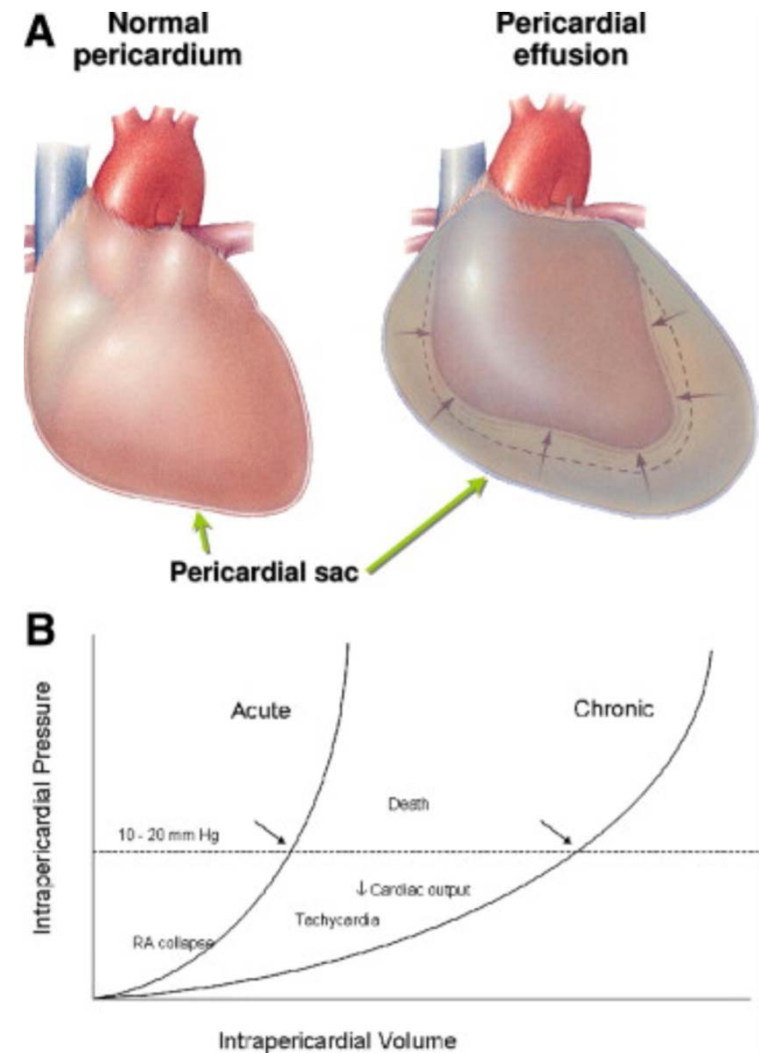 A
Normal
pericardium
Pericardial
effusion
Pericardial sac
B
Intrapericardial Pressure
Acute
Chronic
Death
10 - 20 mm Hg
↓ Cardiac output
Tachycardia
RA collapse
Intrapericardial Volume